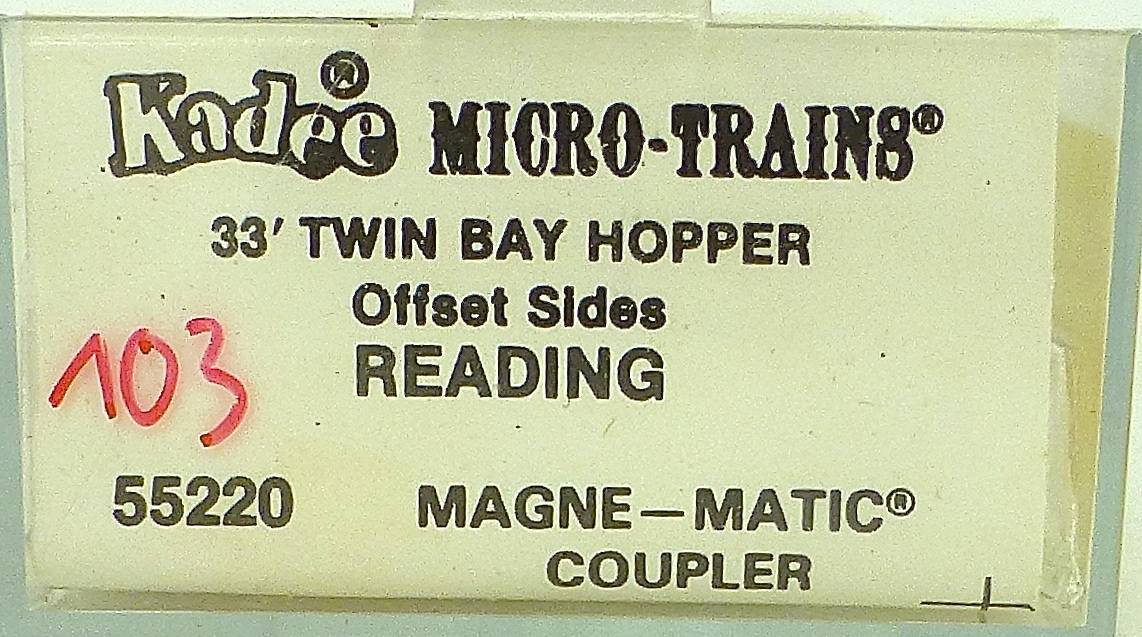 Kadee® MICRO-TRAINS®
33' TWIN BAY HOPPER
Offset Sides
READING
103
55220 MAGNE-MATIC®
COUPLER